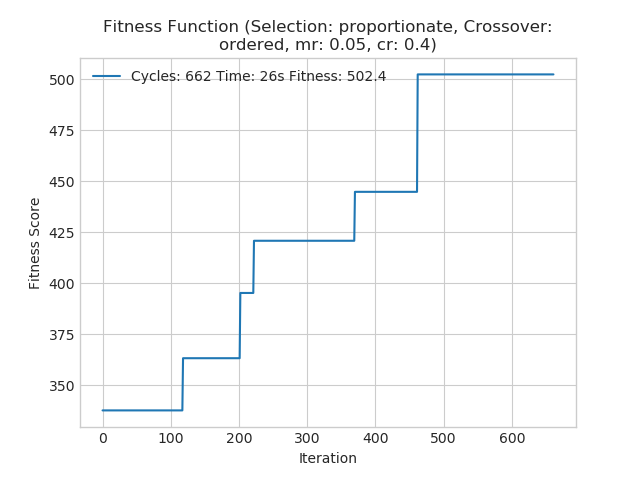 Fitness Function (Selection: proportionate, Crossover:
ordered, mr: 0.05, cr: 0.4)
Cycles: 662 Time: 26s Fitness: 502.4
500
475
450
425
400
375
350
Fitness Score
0 100 200 300 400 500 600
Iteration